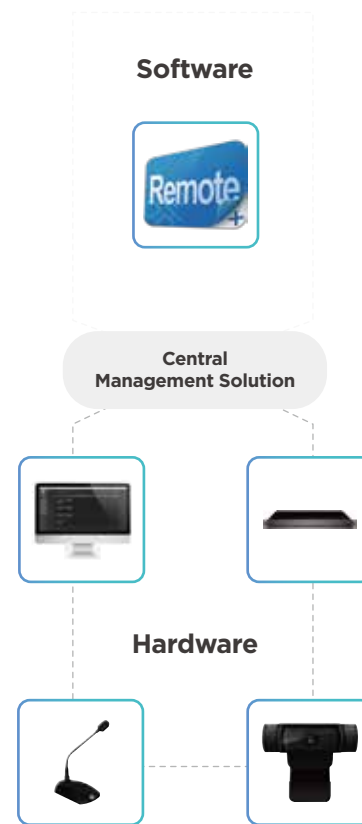 Software
Remote
+
Central
Management Solution
Hardware